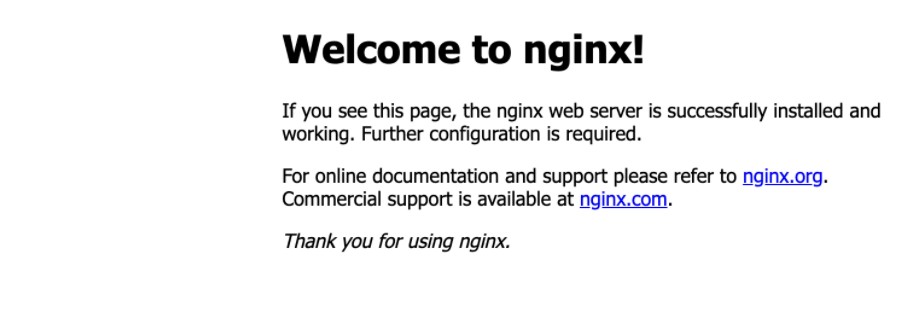 Welcome to nginx!
If you see this page, the nginx web server is successfully installed and
working. Further configuration is required.
For online documentation and support please refer to nginx.org.
Commercial support is available at nginx.com.
Thank you for using nginx.